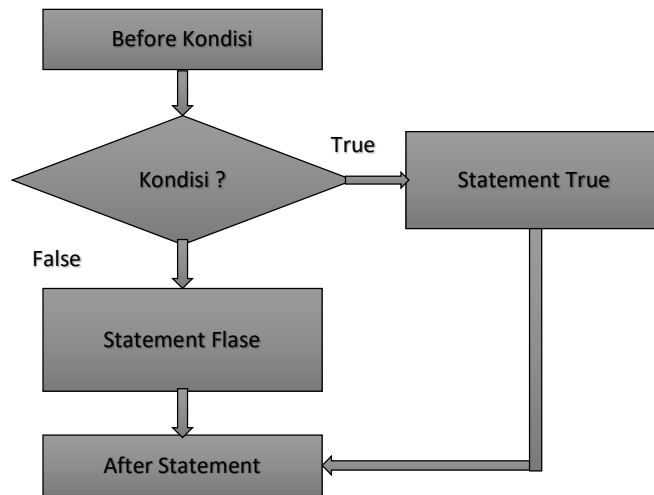 Before Kondisi
True
Kondisi ?
Statement True
False
Statement Flase
After Statement